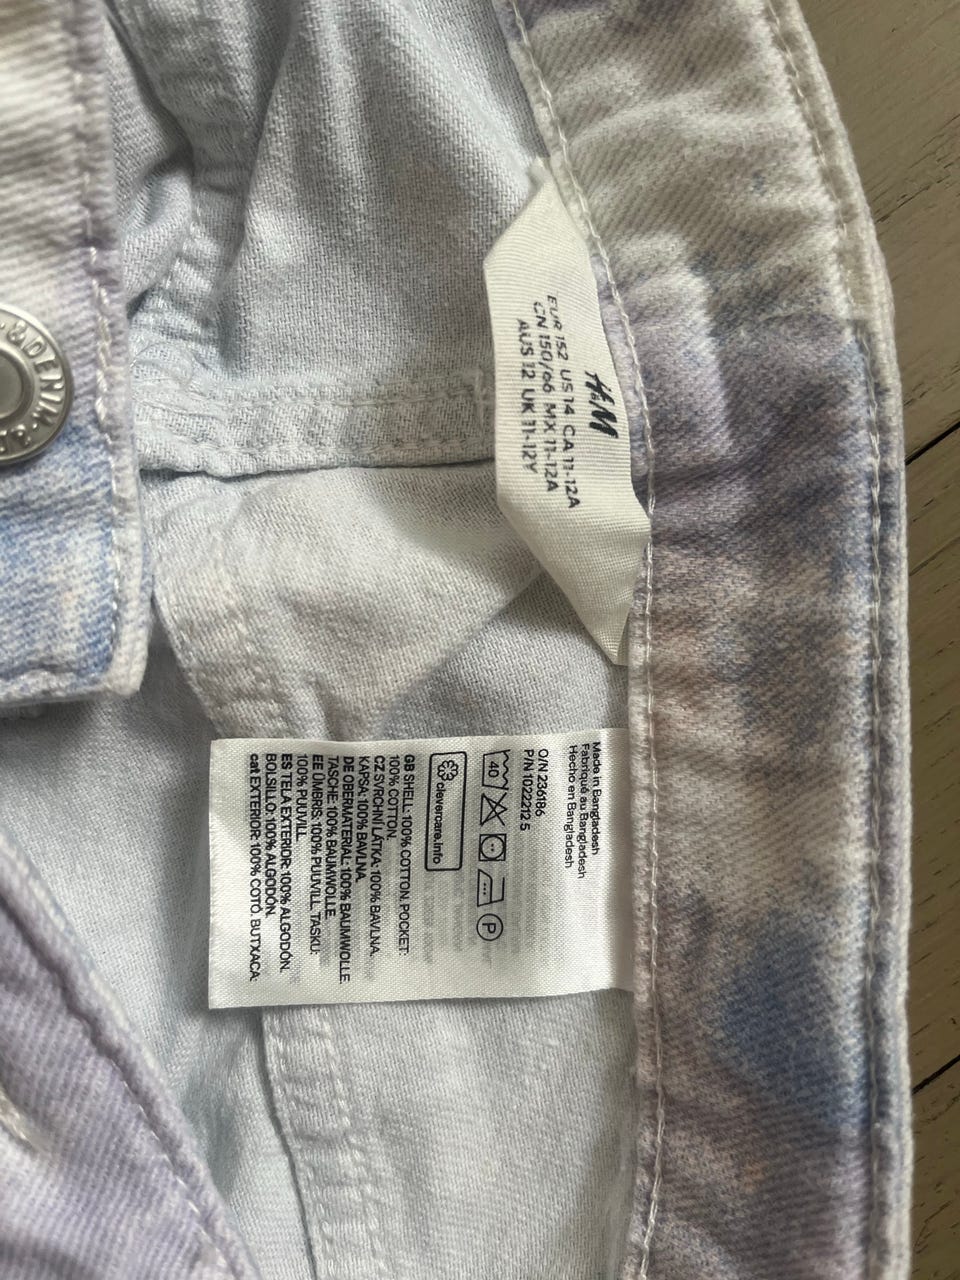 &DENIM
H&M
EUR 152 US 14 CA 11-12A
CN 150/66 MX 11-12A
AUS 12 UK 11-12Y
Made in Bangladesh
Fabriqué au Bangladesh
Hecho en Bangladesh
O/N 236186
P/N 1022212 5
40
P
clevercare.info
GB SHELL: 100% COTTON. POCKET:
100% COTTON.
CZ SVRCHNÍ LÁTKA: 100% BAVLNA.
KAPSA: 100% BAVLNA.
DE OBERMATERIAL: 100% BAUMWOLLE.
TASCHE: 100% BAUMWOLLE.
EE ÜMBRIS: 100% PUUVILL. TASKU:
100% PUUVILL.
ES TELA EXTERIOR: 100% ALGODÓN.
BOLSILLO: 100% ALGODÓN.
cat EXTERIOR: 100% COTÓ. BUTXACA: